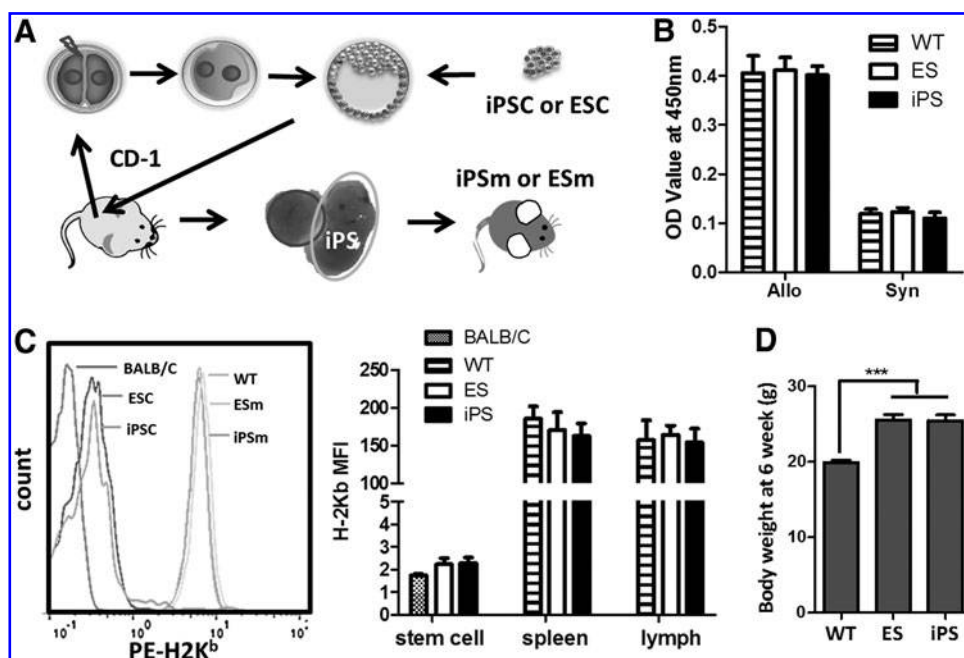 A
iPSC or ESC
CD-1
iPS
iPSm or ESm
B
WT
ES
iPS
OD Value at 450nm
0.5
0.4
0.3
0.2
0.1
0.0
Allo
Syn
C
BALB/C
ESC
iPSC
WT
ESm
iPSm
count
10⁻¹
10⁰
10¹
10²
PE-H2Kᵇ
BALB/C
WT
ES
iPS
H-2Kb MFI
250
200
150
100
5
4
3
2
1
0
stem cell
spleen
lymph
D
***
Body weight at 6 week (g)
30
20
10
0
WT
ES
iPS